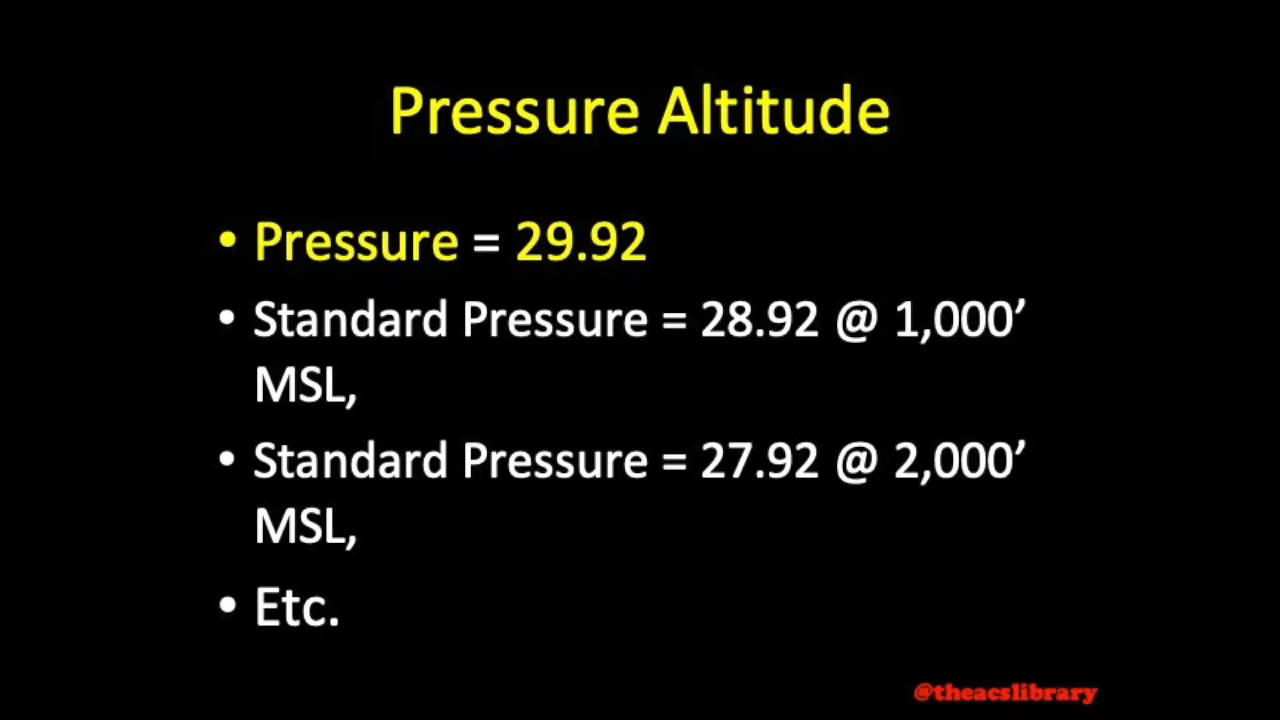 Pressure Altitude
• Pressure = 29.92
• Standard Pressure = 28.92 @ 1,000’
MSL,
• Standard Pressure = 27.92 @ 2,000’
MSL,
• Etc.
@theacslibrary